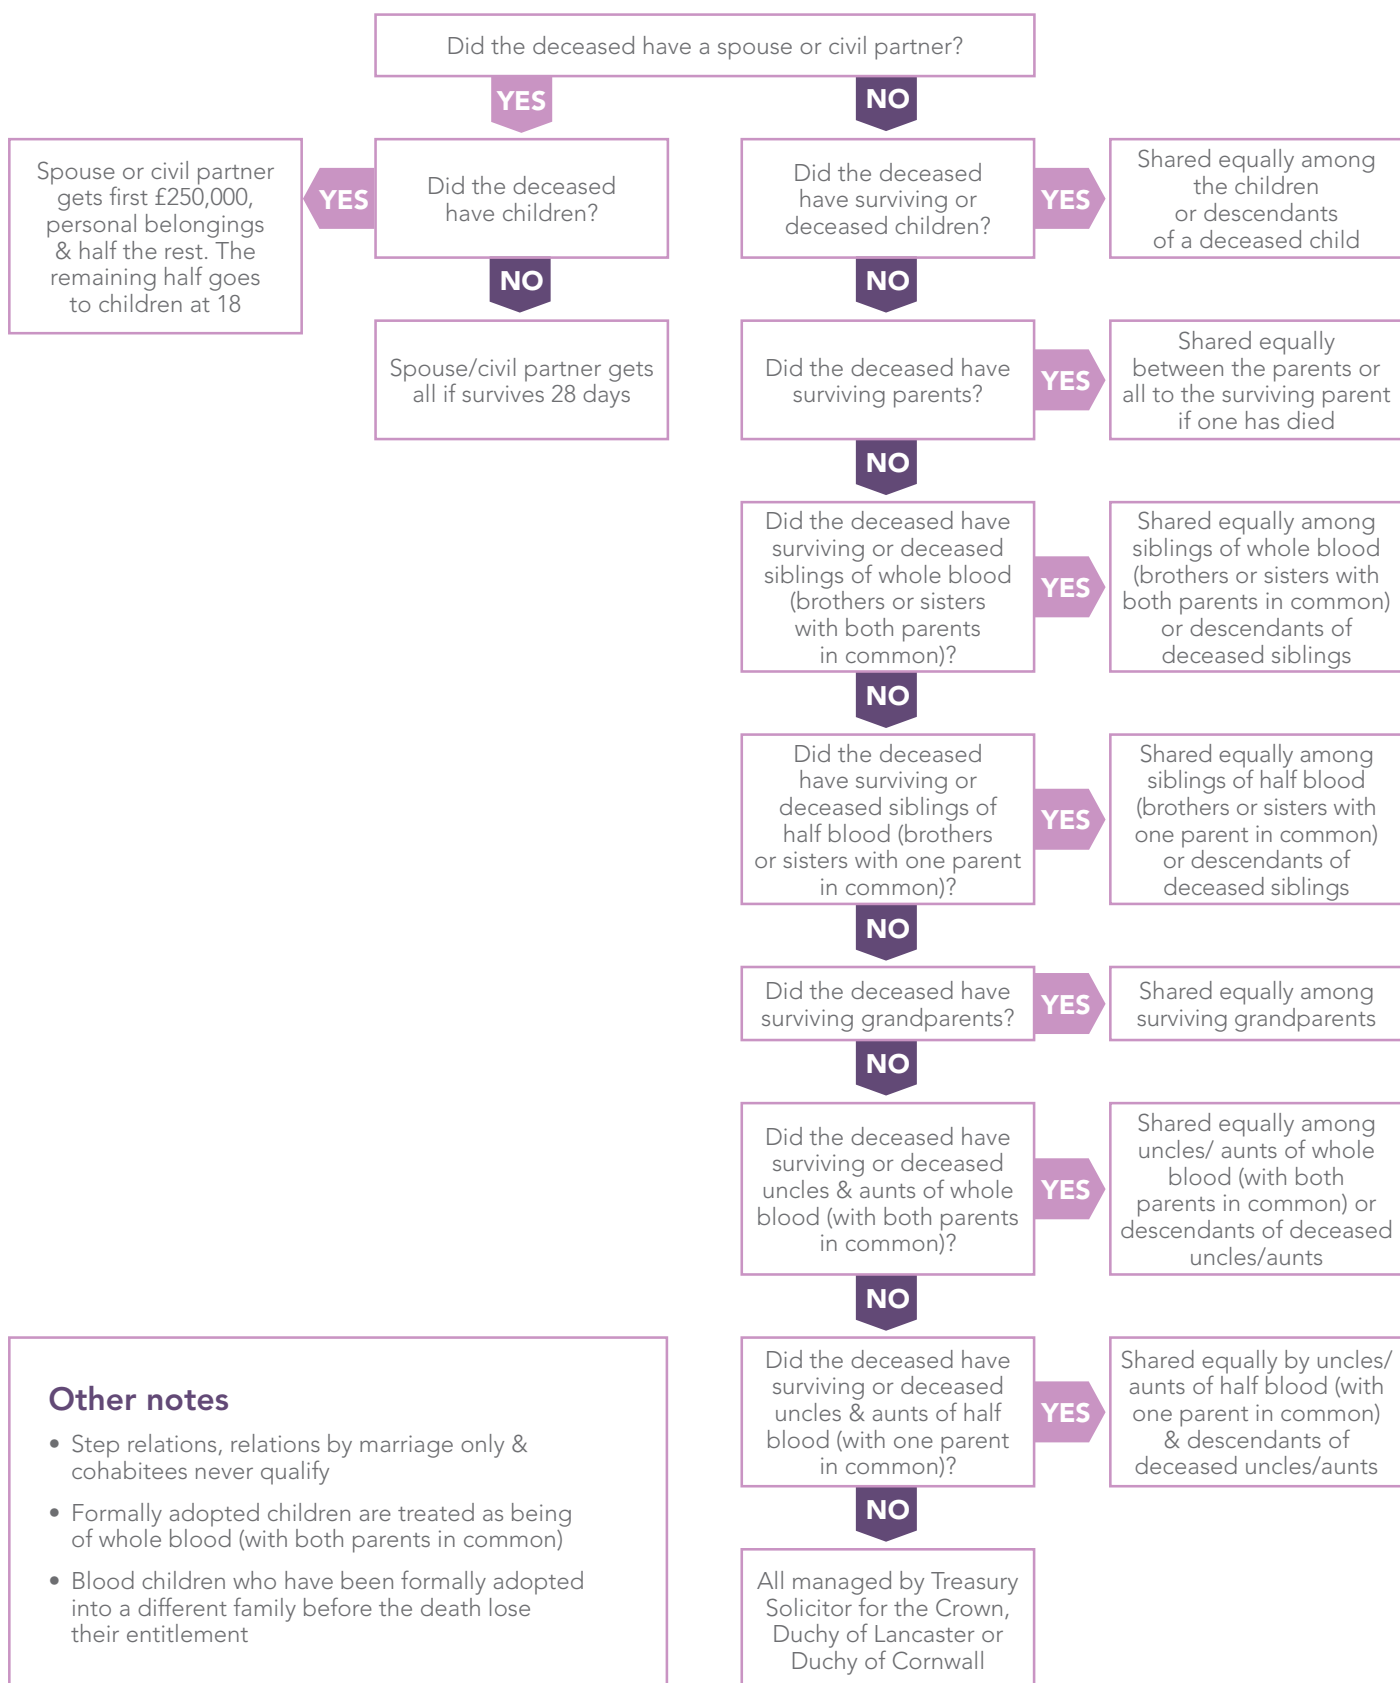 Did the deceased have a spouse or civil partner?
YES
NO
Spouse or civil partner
gets first £250,000,
personal belongings
& half the rest. The
remaining half goes
to children at 18
YES
Did the deceased
have children?
Did the deceased
have surviving or
deceased children?
YES
Shared equally among
the children
or descendants
of a deceased child
NO
NO
Spouse/civil partner gets
all if survives 28 days
Did the deceased have
surviving parents?
YES
Shared equally
between the parents or
all to the surviving parent
if one has died
NO
Did the deceased have
surviving or deceased
siblings of whole blood
(brothers or sisters
with both parents
in common)?
YES
Shared equally among
siblings of whole blood
(brothers or sisters with
both parents in common)
or descendants of
deceased siblings
NO
Did the deceased
have surviving or
deceased siblings of
half blood (brothers
or sisters with one parent
in common)?
YES
Shared equally among
siblings of half blood
(brothers or sisters with
one parent in common)
or descendants of
deceased siblings
NO
Did the deceased have
surviving grandparents?
YES
Shared equally among
surviving grandparents
NO
Did the deceased have
surviving or deceased
uncles & aunts of whole
blood (with both parents
in common)?
YES
Shared equally among
uncles/ aunts of whole
blood (with both
parents in common) or
descendants of deceased
uncles/aunts
NO
Did the deceased have
surviving or deceased
uncles & aunts of half
blood (with one parent
in common)?
YES
Shared equally by uncles/
aunts of half blood (with
one parent in common)
& descendants of
deceased uncles/aunts
NO
All managed by Treasury
Solicitor for the Crown,
Duchy of Lancaster or
Duchy of Cornwall
Other notes
• Step relations, relations by marriage only &
cohabitees never qualify
• Formally adopted children are treated as being
of whole blood (with both parents in common)
• Blood children who have been formally adopted
into a different family before the death lose
their entitlement